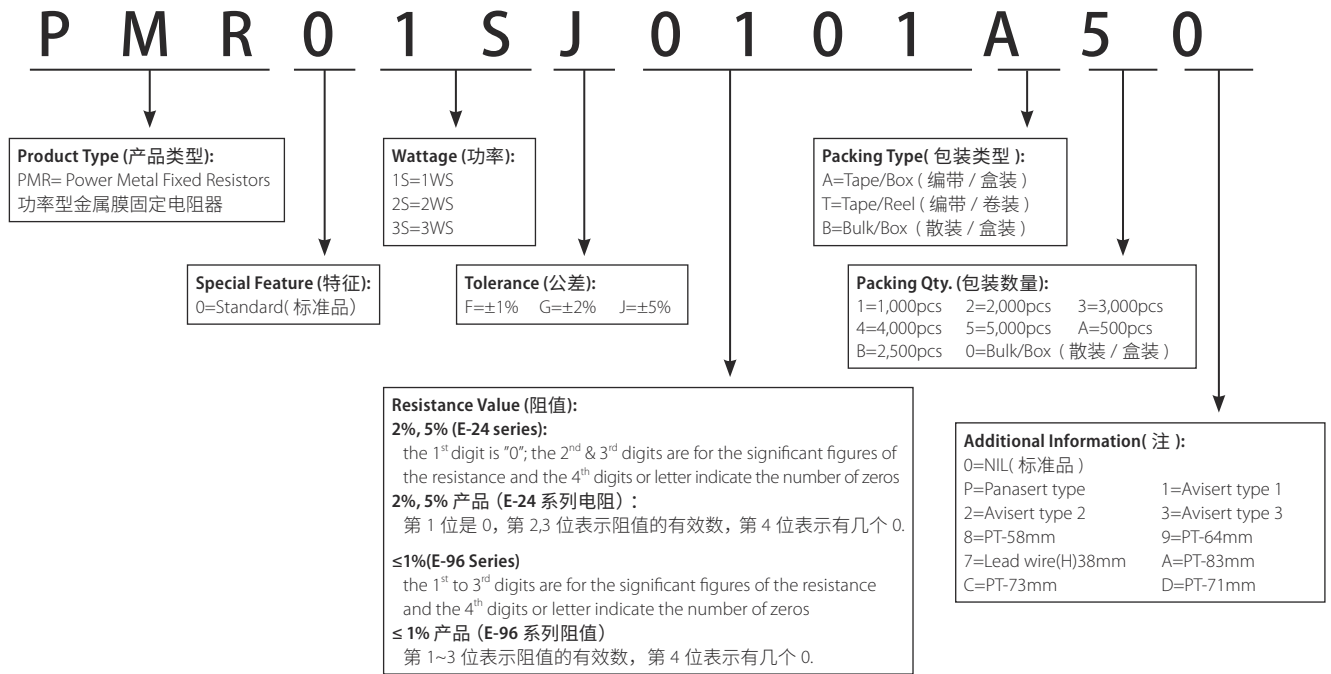 P M R 0 1 S J 0 1 0 1 A 5 0
Product Type (产品类型):
PMR= Power Metal Fixed Resistors
功率型金属膜固定电阻器
Wattage (功率):
1S=1WS
2S=2WS
3S=3WS
Packing Type( 包装类型 ):
A=Tape/Box ( 编带 / 盒装 )
T=Tape/Reel ( 编带 / 卷装 )
B=Bulk/Box ( 散装 / 盒装 )
Special Feature (特征):
0=Standard( 标准品）
Tolerance (公差):
F=±1% G=±2% J=±5%
Packing Qty. (包装数量):
1=1,000pcs 2=2,000pcs 3=3,000pcs
4=4,000pcs 5=5,000pcs A=500pcs
B=2,500pcs 0=Bulk/Box ( 散装 / 盒装 )
Resistance Value (阻值):
2%, 5% (E-24 series):
the 1st digit is "0"; the 2nd & 3rd digits are for the significant figures of
the resistance and the 4th digits or letter indicate the number of zeros
2%, 5% 产品（E-24 系列电阻）：
第 1 位是 0，第 2,3 位表示阻值的有效数，第 4 位表示有几个 0.
≤1%(E-96 Series)
the 1st to 3rd digits are for the significant figures of the resistance
and the 4th digits or letter indicate the number of zeros
≤ 1% 产品（E-96 系列阻值）
第 1~3 位表示阻值的有效数，第 4 位表示有几个 0.
Additional Information( 注 ):
0=NIL( 标准品 )
P=Panasert type 1=Avisert type 1
2=Avisert type 2 3=Avisert type 3
8=PT-58mm 9=PT-64mm
7=Lead wire(H)38mm A=PT-83mm
C=PT-73mm D=PT-71mm